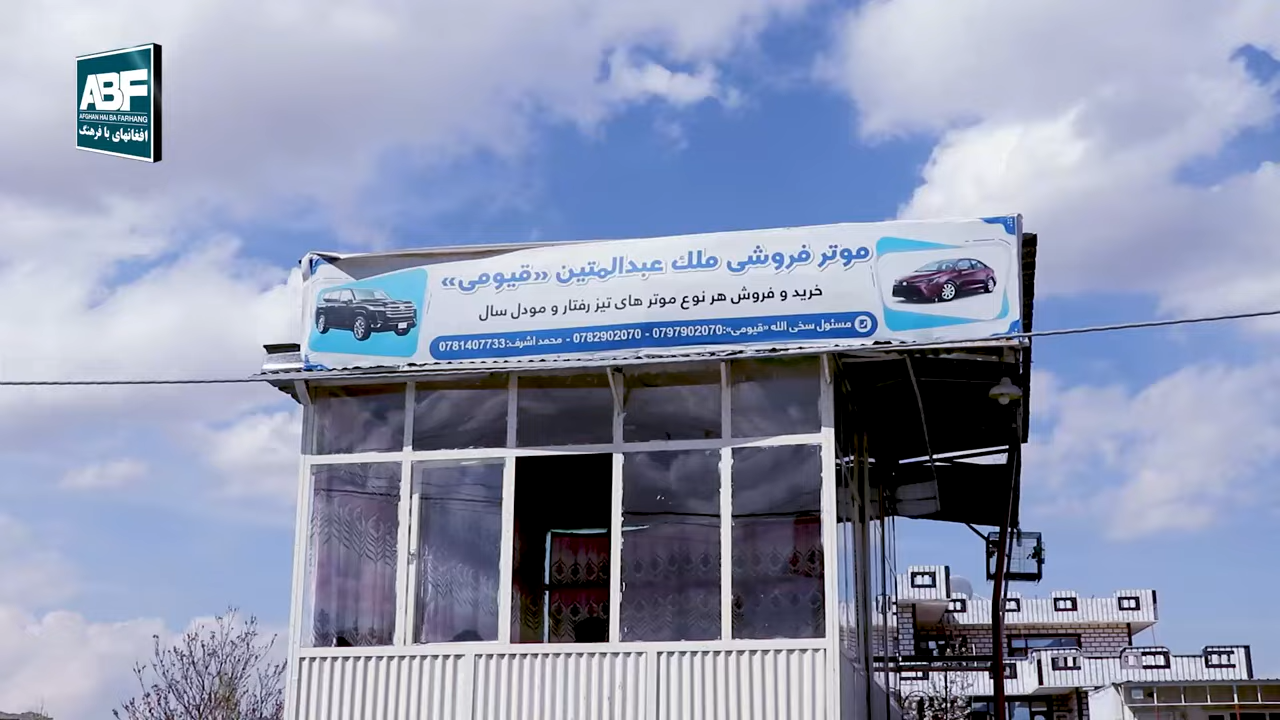 ABF
AFGHAN HAI BA FARHANG
افغانهای با فرهنگ
موتر فروشی ملك عبدالمتین «قیومی»
خرید و فروش هر نوع موتر های تیز رفتار و مودل سال
مسئول سخی الله «قیومی»:0797902070 - 0782902070 - محمد اشرف:0781407733